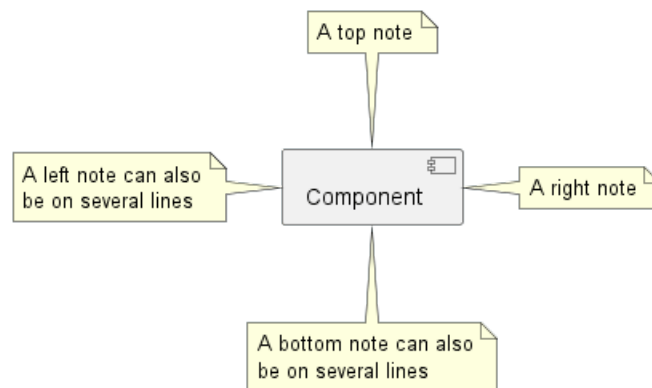 A top note
A left note can also
be on several lines
Component
A right note
A bottom note can also
be on several lines